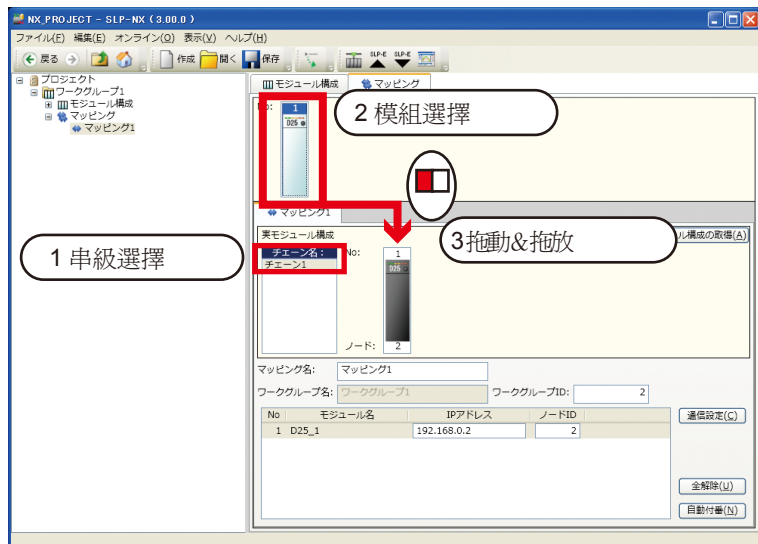 NX_PROJECT - SLP-NX (3.00.0)
ファイル(F) 編集(E) オンライン(O) 表示(V) ヘルプ(H)
戻る 作成 開く 保存 SLP-E SLP-E
プロジェクト
ワークグループ1
モジュール構成
マッピング
マッピング1
モジュール構成 マッピング
No: 1
D25
2 模組選擇
マッピング1
実モジュール構成
ル構成の取得(A)
3拖動&拖放
1 串級選擇
チェーン名:
チェーン1
No: 1
D25
ノード: 2
マッピング名: マッピング1
ワークグループ名: ワークグループ1 ワークグループID: 2
No モジュール名 IPアドレス ノードID
1 D25_1 192.168.0.2 2
通信設定(C)
全解除(U)
自動付番(N)